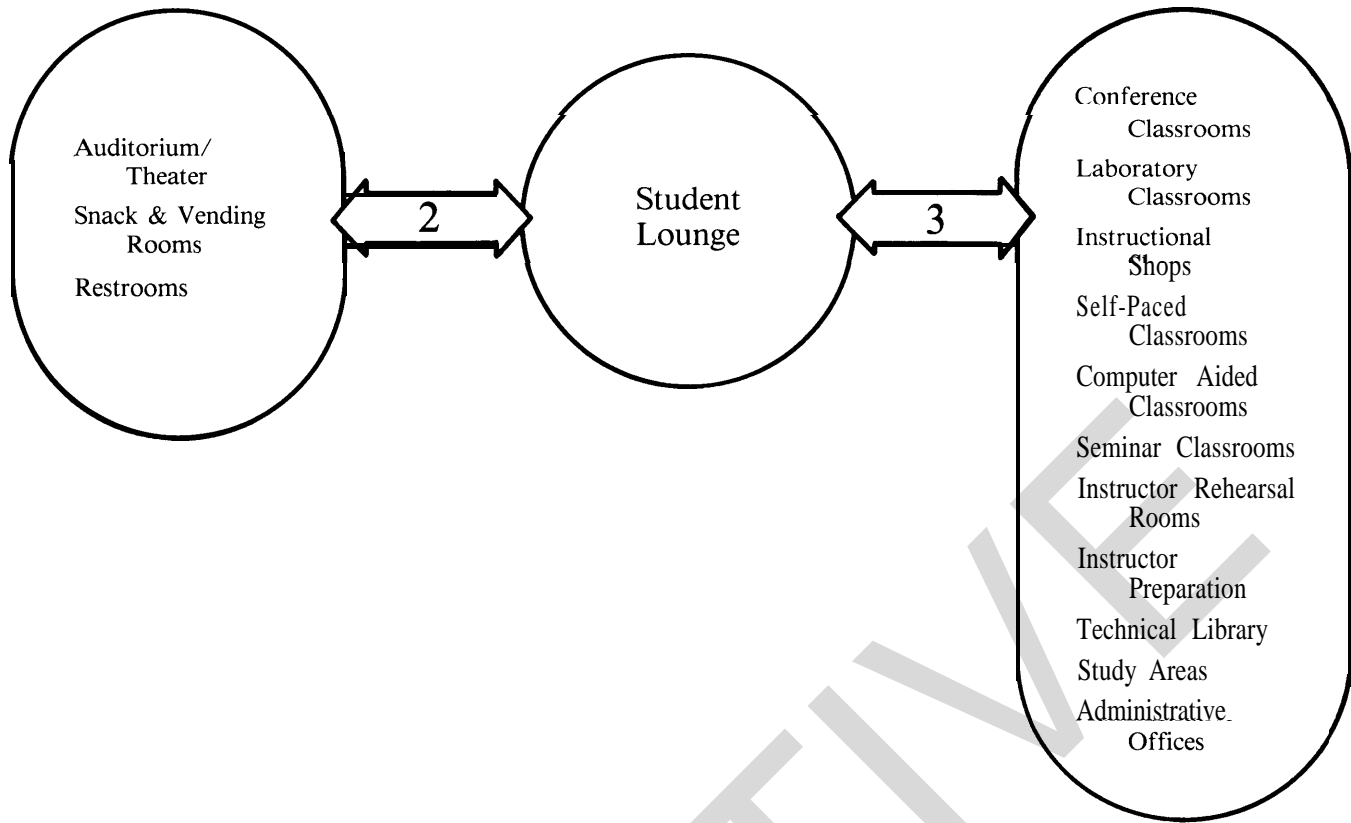 Auditorium/
Theater
Snack & Vending
Rooms
Restrooms
2
Student
Lounge
3
Conference
Classrooms
Laboratory
Classrooms
Instructional
Shops
Self-Paced
Classrooms
Computer Aided
Classrooms
Seminar Classrooms
Instructor Rehearsal
Rooms
Instructor
Preparation
Technical Library
Study Areas
Administrative
Offices
TIVE